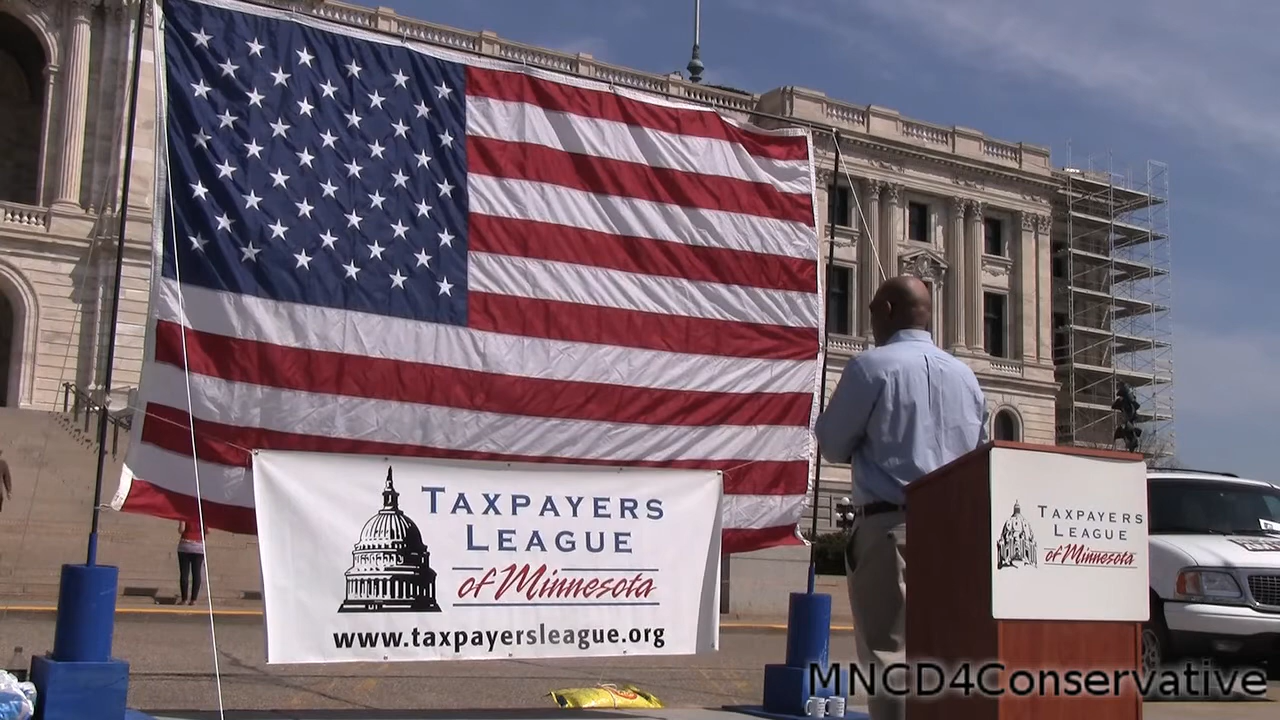 TAXPAYERS
LEAGUE
of Minnesota
www.taxpayersleague.org
TAXPAYERS
LEAGUE
of Minnesota
MNCD4Conservative